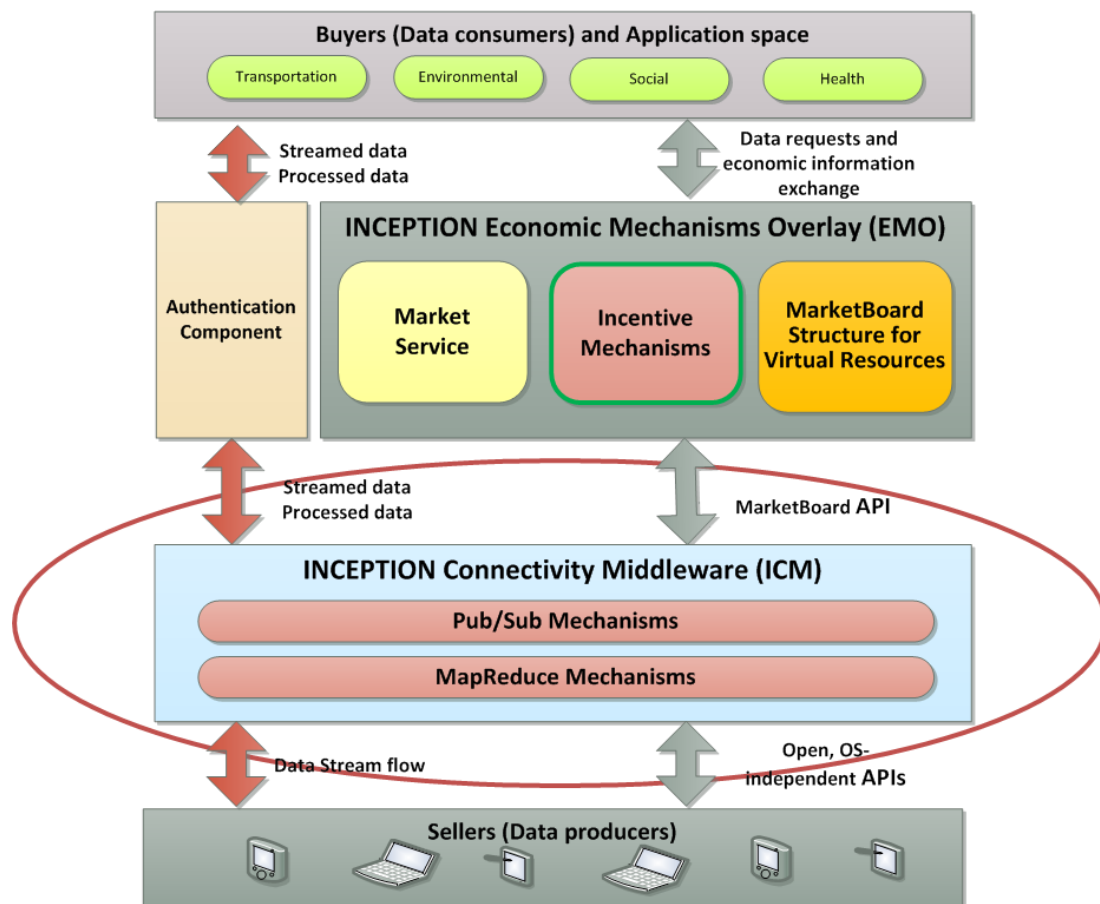 Buyers (Data consumers) and Application space
Transportation
Environmental
Social
Health
Streamed data
Processed data
Data requests and
economic information
exchange
INCEPTION Economic Mechanisms Overlay (EMO)
Authentication
Component
Market
Service
Incentive
Mechanisms
MarketBoard
Structure for
Virtual Resources
Streamed data
Processed data
MarketBoard API
INCEPTION Connectivity Middleware (ICM)
Pub/Sub Mechanisms
MapReduce Mechanisms
Data Stream flow
Open, OS-
independent APIs
Sellers (Data producers)